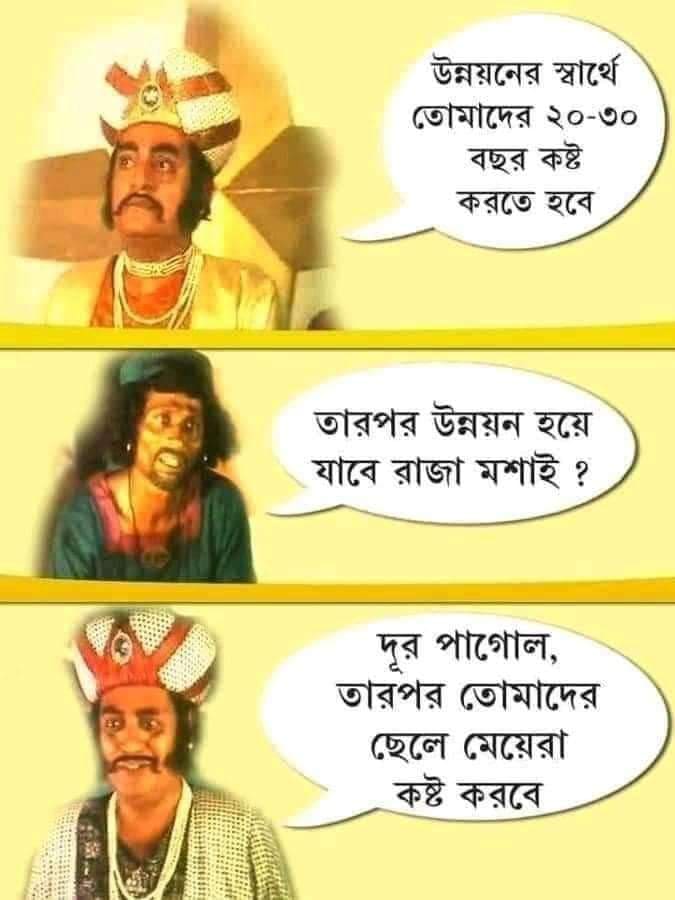 উন্নয়নের স্বার্থে
তোমাদের ২০-৩০
বছর কষ্ট
করতে হবে
তারপর উন্নয়ন হয়ে
যাবে রাজা মশাই ?
দূর পাগোল,
তারপর তোমাদের
ছেলে মেয়েরা
কষ্ট করবে